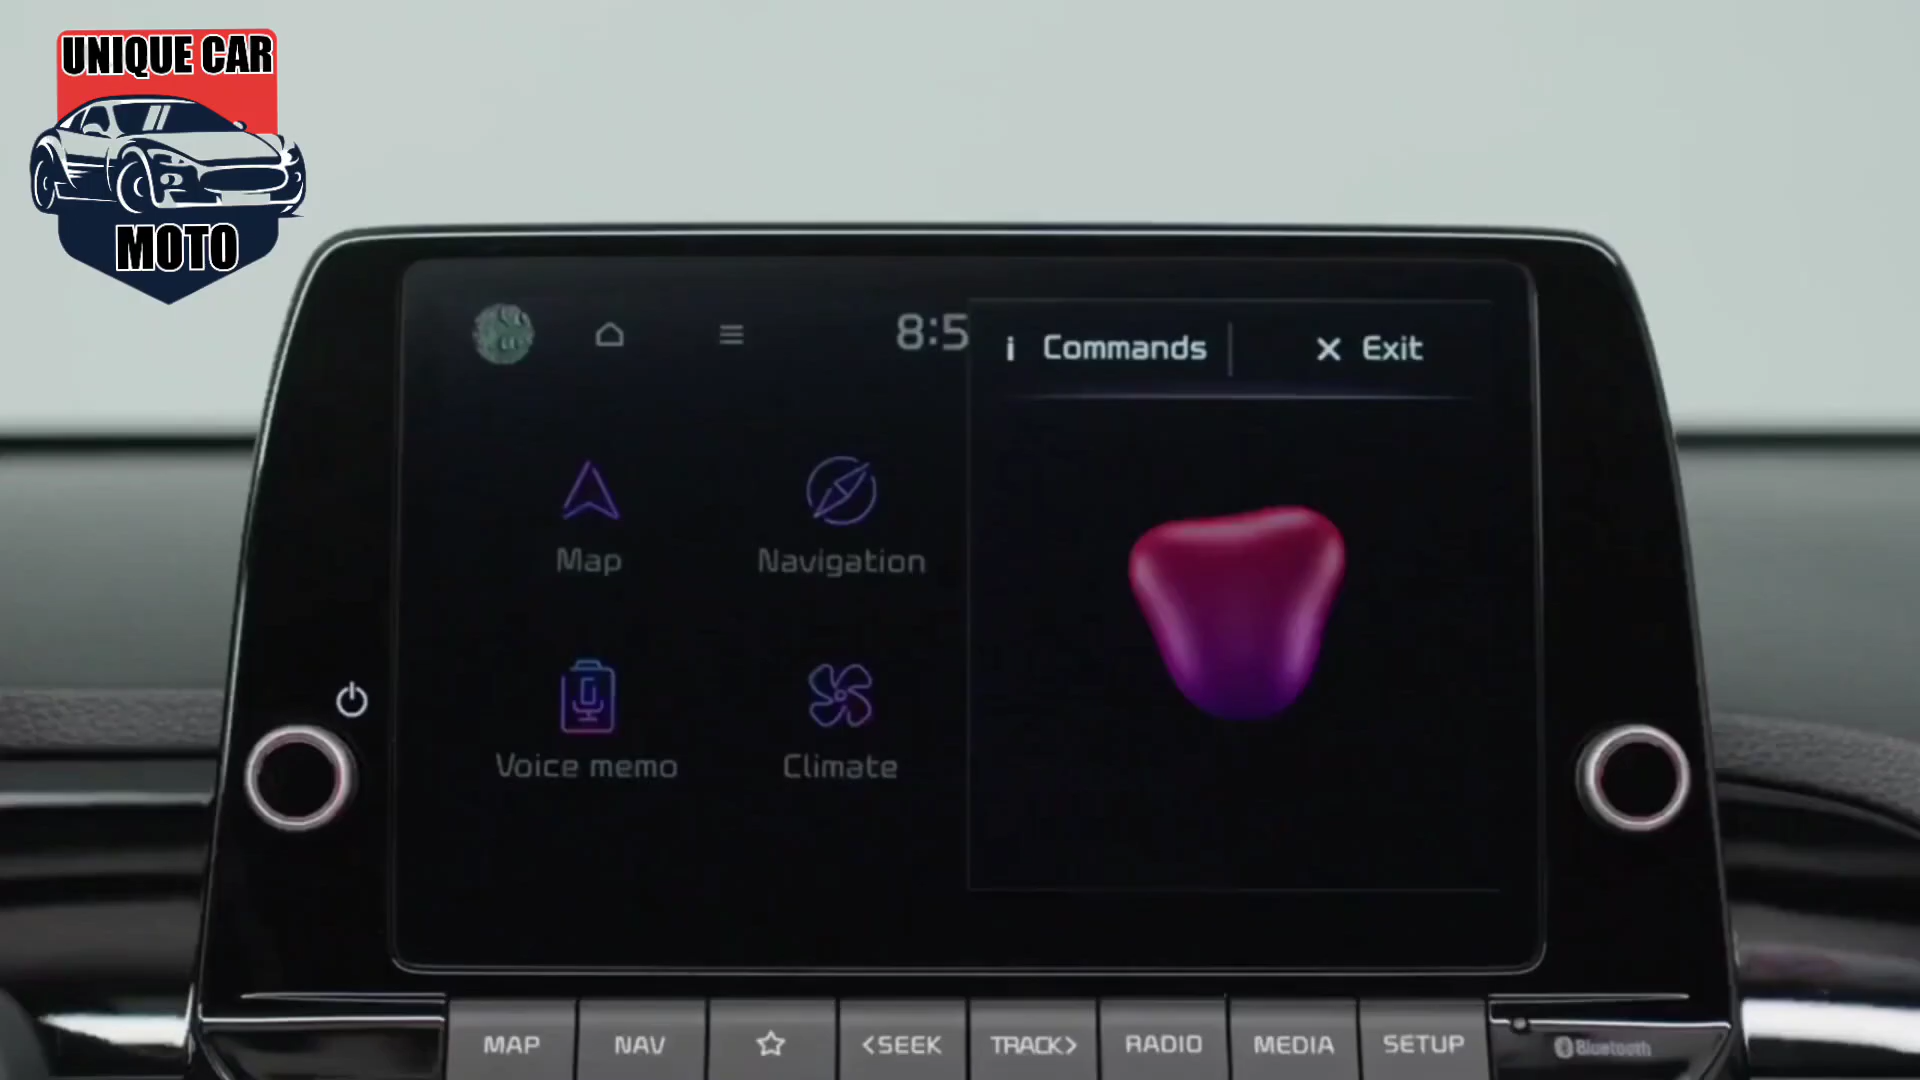 UNIQUE CAR
MOTO
8:5
i Commands
X Exit
Map
Navigation
Voice memo
Climate
MAP
NAV
<SEEK
TRACK>
RADIO
MEDIA
SETUP
Bluetooth